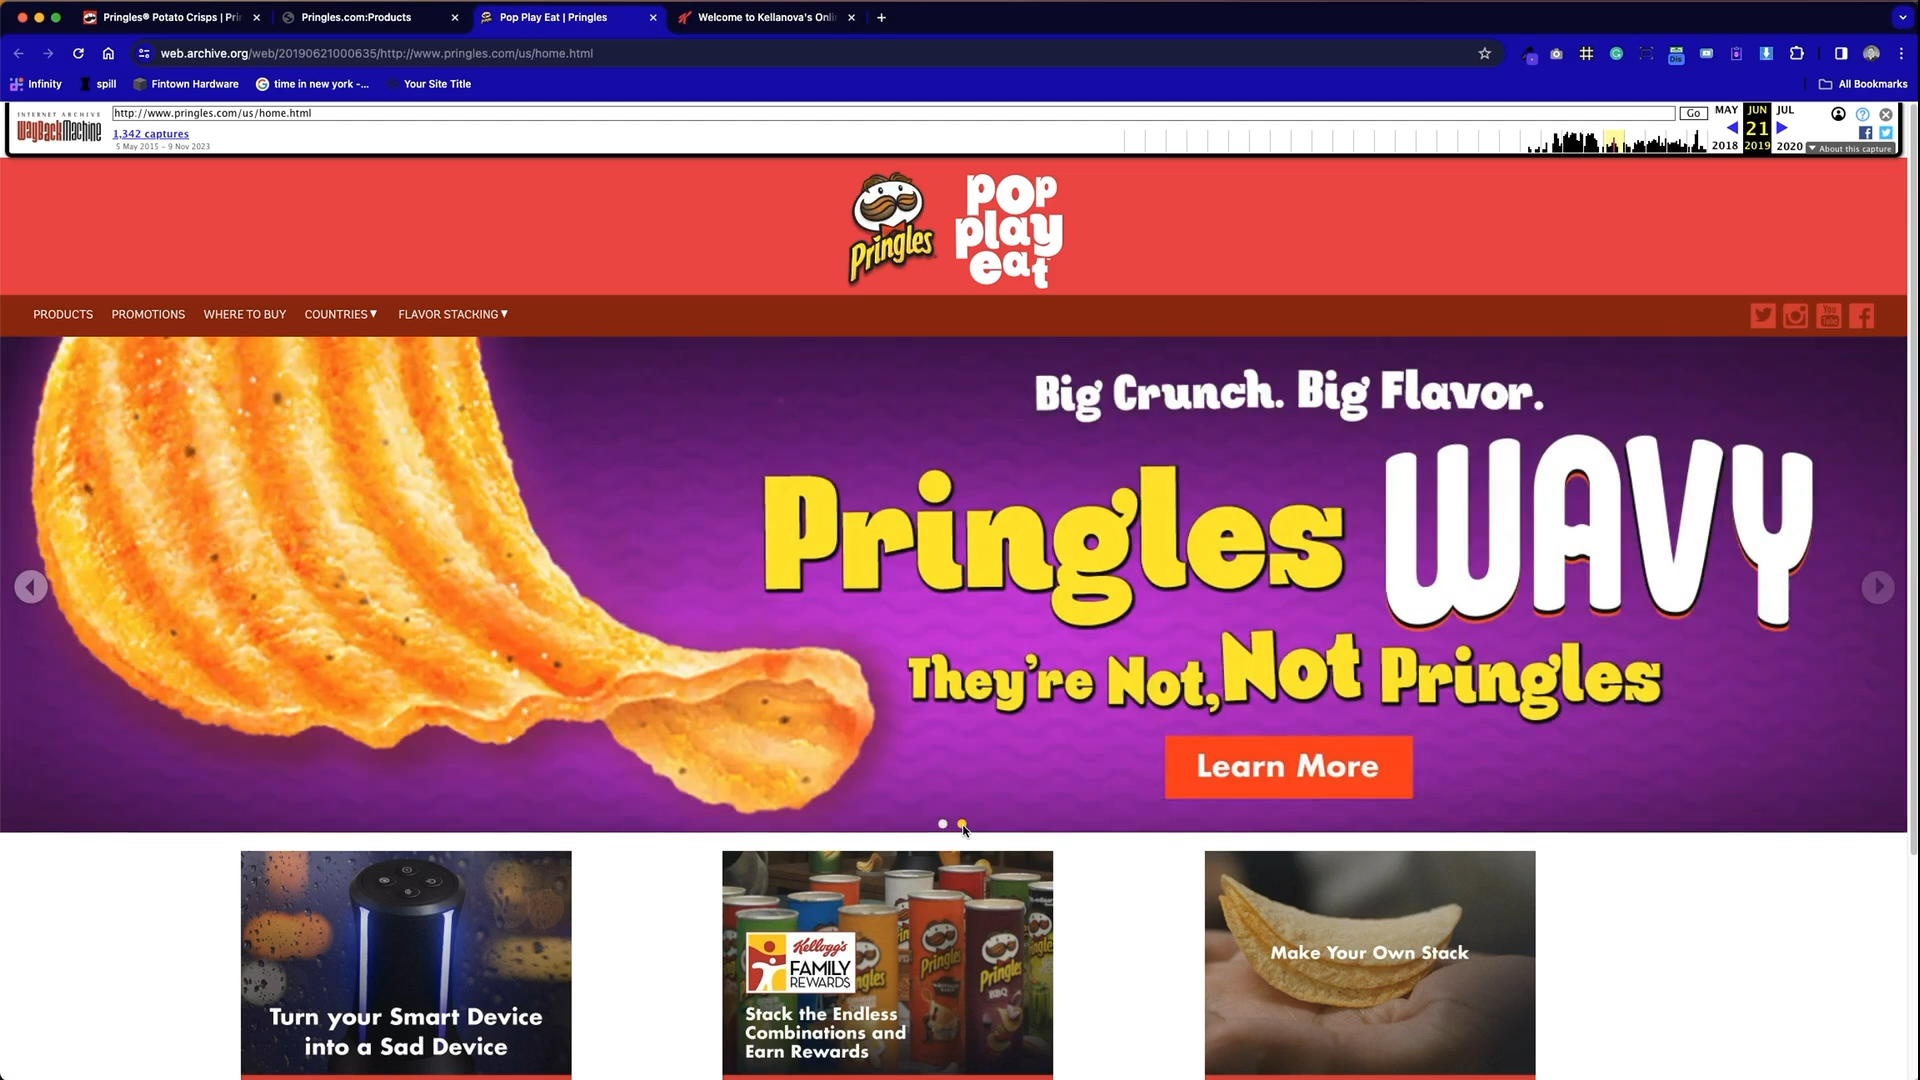 Pringles® Potato Crisps | Prin
Pringles.com:Products
Pop Play Eat | Pringles
Welcome to Kellanova's Onli
web.archive.org/web/20190621000635/http://www.pringles.com/us/home.html
Infinity
spill
Fintown Hardware
time in new york -...
Your Site Title
All Bookmarks
INTERNET ARCHIVE
WayBackMachine
http://www.pringles.com/us/home.html
Go
1,342 captures
5 May 2015 – 9 Nov 2023
MAY JUN JUL
21
2018 2019 2020
About this capture
Pringles
pop
play
eat
PRODUCTS
PROMOTIONS
WHERE TO BUY
COUNTRIES▼
FLAVOR STACKING▼
You
Tube
Big Crunch. Big Flavor.
Pringles WAVY
They're Not, Not Pringles
Learn More
Turn your Smart Device
into a Sad Device
Kellogg's
FAMILY
REWARDS
Pringles
Pringles
BBQ
Stack the Endless
Combinations and
Earn Rewards
Make Your Own Stack